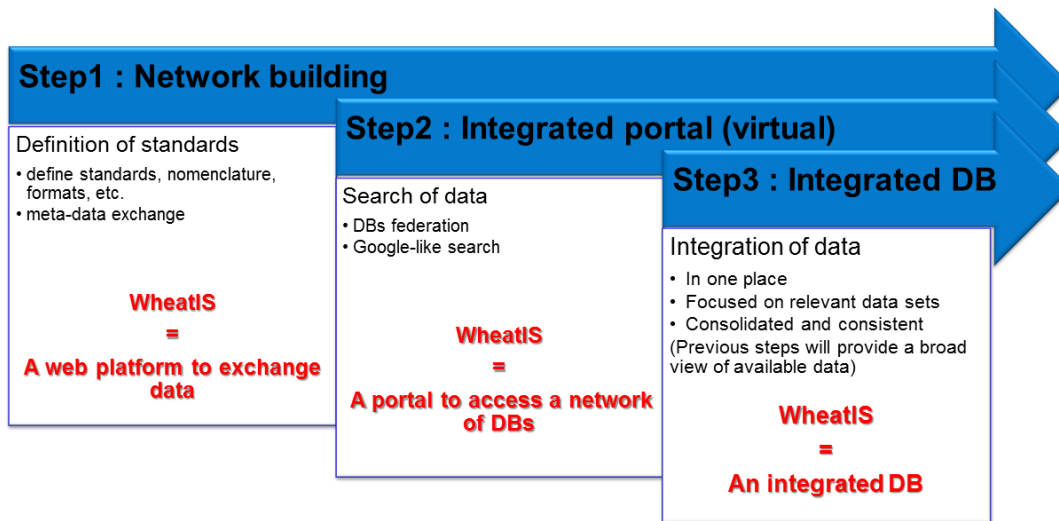 Step1 : Network building
Definition of standards
• define standards, nomenclature,
formats, etc.
• meta-data exchange
WheatIS
=
A web platform to exchange
data
Step2 : Integrated portal (virtual)
Search of data
• DBs federation
• Google-like search
WheatIS
=
A portal to access a network
of DBs
Step3 : Integrated DB
Integration of data
• In one place
• Focused on relevant data sets
• Consolidated and consistent
(Previous steps will provide a broad
view of available data)
WheatIS
=
An integrated DB